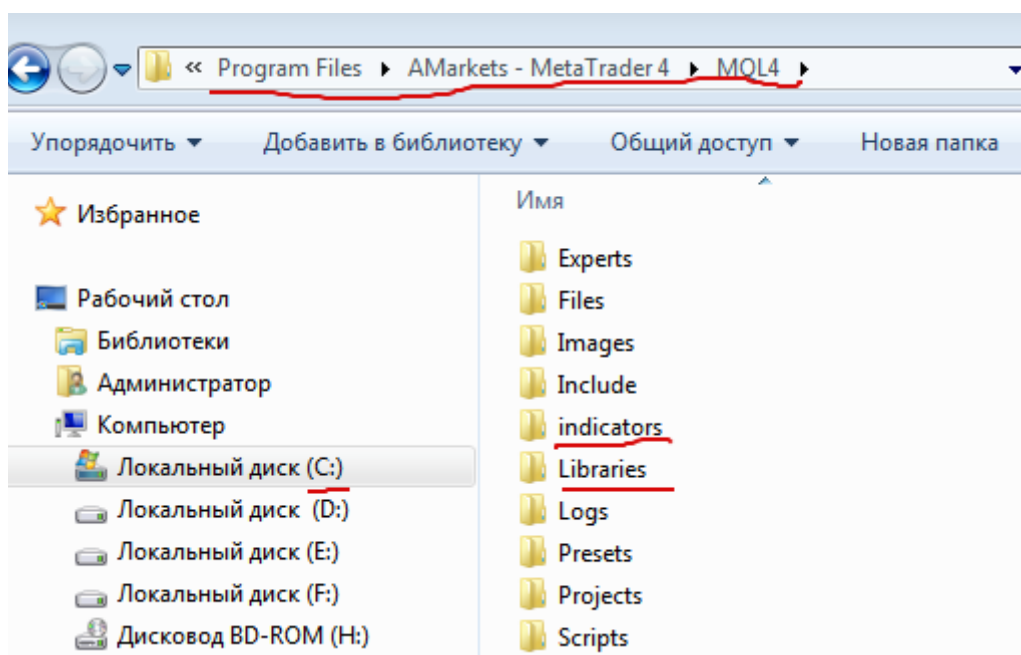 « Program Files AMarkets - MetaTrader 4 MQL4
Упорядочить Добавить в библиотеку Общий доступ Новая папка
Избранное
Рабочий стол
Библиотеки
Администратор
Компьютер
Локальный диск (C:)
Локальный диск (D:)
Локальный диск (E:)
Локальный диск (F:)
Дисковод BD-ROM (H:)
Имя
Experts
Files
Images
Include
indicators
Libraries
Logs
Presets
Projects
Scripts